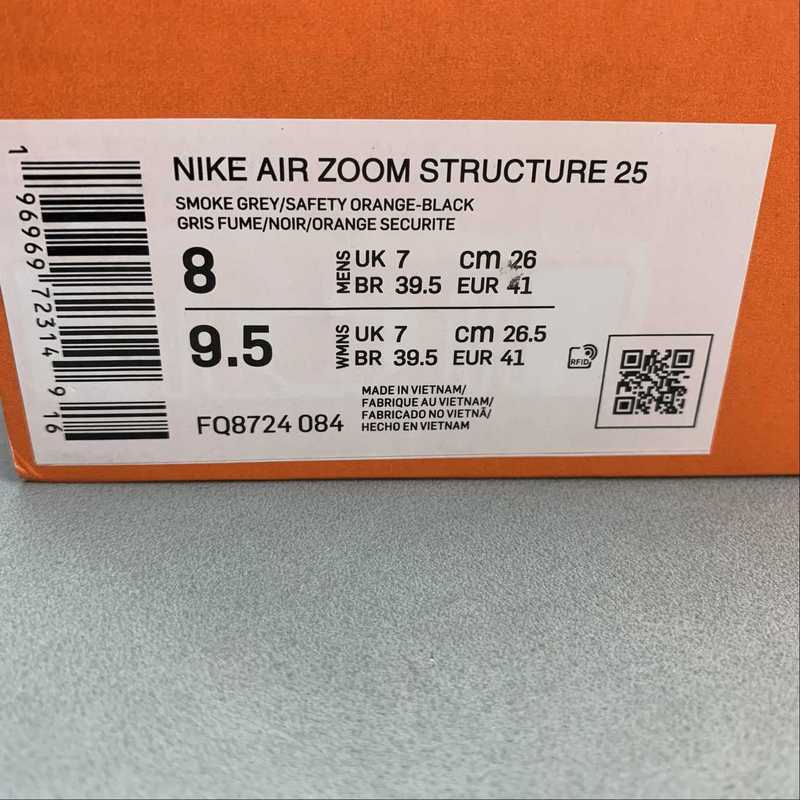 NIKE AIR ZOOM STRUCTURE 25
SMOKE GREY/SAFETY ORANGE-BLACK
GRIS FUME/NOIR/ORANGE SECURITE
8 MENS UK 7 cm 26
BR 39.5 EUR 41
9.5 WMNS UK 7 cm 26.5
BR 39.5 EUR 41
RFID
FQ8724 084
MADE IN VIETNAM/
FABRIQUE AU VIETNAM/
FABRICADO NO VIETNÃ/
HECHO EN VIETNAM
1 96969 72314 9 16